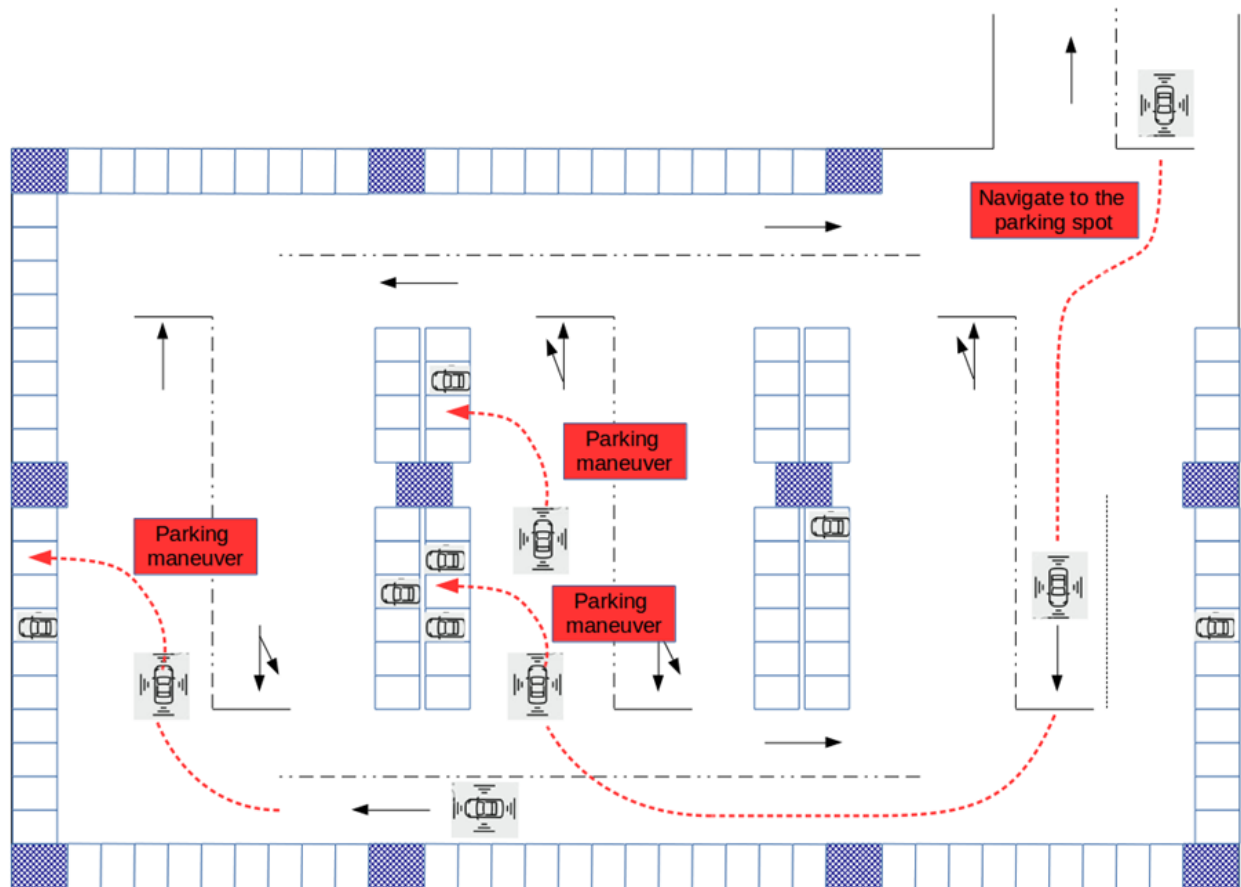 Navigate to the
parking spot
Parking
maneuver
Parking
maneuver
Parking
maneuver